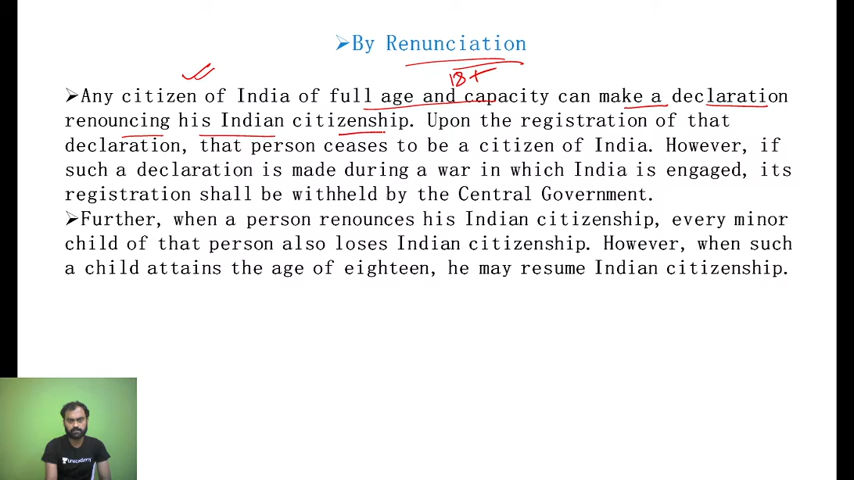 ➢By Renunciation
18+
➢Any citizen of India of full age and capacity can make a declaration
renouncing his Indian citizenship. Upon the registration of that
declaration, that person ceases to be a citizen of India. However, if
such a declaration is made during a war in which India is engaged, its
registration shall be withheld by the Central Government.
➢Further, when a person renounces his Indian citizenship, every minor
child of that person also loses Indian citizenship. However, when such
a child attains the age of eighteen, he may resume Indian citizenship.
unacademy